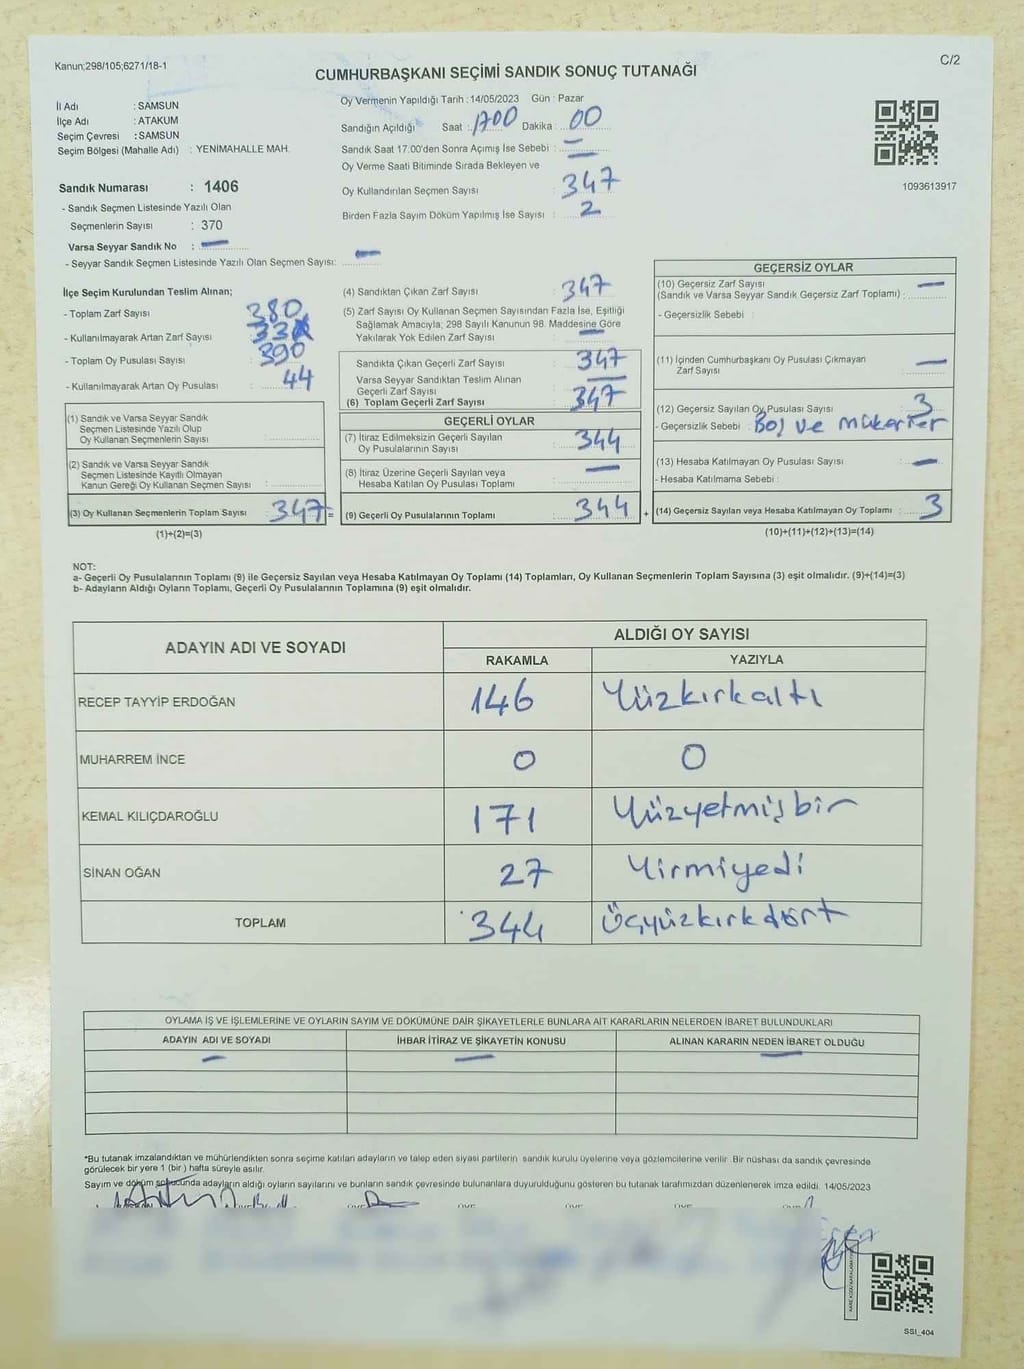 Kanun;298/105;6271/18-1
C/2
CUMHURBAŞKANI SEÇİMİ SANDIK SONUÇ TUTANAĞI
İl Adı : SAMSUN
İlçe Adı : ATAKUM
Seçim Çevresi : SAMSUN
Seçim Bölgesi (Mahalle Adı) : YENİMAHALLE MAH.
Sandık Numarası : 1406
- Sandık Seçmen Listesinde Yazılı Olan
Seçmenlerin Sayısı : 370
Varsa Seyyar Sandık No : —
- Seyyar Sandık Seçmen Listesinde Yazılı Olan Seçmen Sayısı: —
Oy Vermenin Yapıldığı Tarih : 14/05/2023 Gün : Pazar
Sandığın Açıldığı Saat : 1700 Dakika : 00
Sandık Saat 17.00'den Sonra Açımış İse Sebebi : —
Oy Verme Saati Bitiminde Sırada Bekleyen ve —
Oy Kullandırılan Seçmen Sayısı : 347
Birden Fazla Sayım Döküm Yapılmış İse Sayısı : 2
1093613917
İlçe Seçim Kurulundan Teslim Alınan;
- Toplam Zarf Sayısı : 380
- Kullanılmayarak Artan Zarf Sayısı
- Toplam Oy Pusulası Sayısı : 390
- Kullanılmayarak Artan Oy Pusulası : 44
(1) Sandık ve Varsa Seyyar Sandık
Seçmen Listesinde Yazılı Olup
Oy Kullanan Seçmenlerin Sayısı :
(2) Sandık ve Varsa Seyyar Sandık
Seçmen Listesinde Kayıtlı Olmayan
Kanun Gereği Oy Kullanan Seçmen Sayısı :
(3) Oy Kullanan Seçmenlerin Toplam Sayısı : 347 =
(1)+(2)=(3)
(4) Sandıktan Çıkan Zarf Sayısı : 347
(5) Zarf Sayısı Oy Kullanan Seçmen Sayısından Fazla İse, Eşitliği
Sağlamak Amacıyla; 298 Sayılı Kanunun 98. Maddesine Göre
Yakılarak Yok Edilen Zarf Sayısı : —
Sandıkta Çıkan Geçerli Zarf Sayısı : 347
Varsa Seyyar Sandıktan Teslim Alınan
Geçerli Zarf Sayısı : —
(6) Toplam Geçerli Zarf Sayısı : 347
GEÇERLİ OYLAR
(7) İtiraz Edilmeksizin Geçerli Sayılan
Oy Pusulalarının Sayısı : 344
(8) İtiraz Üzerine Geçerli Sayılan veya
Hesaba Katılan Oy Pusulası Toplamı : —
(9) Geçerli Oy Pusulalarının Toplamı : 344 +
GEÇERSİZ OYLAR
(10) Geçersiz Zarf Sayısı —
(Sandık ve Varsa Seyyar Sandık Geçersiz Zarf Toplamı) :
- Geçersizlik Sebebi :
(11) İçinden Cumhurbaşkanı Oy Pusulası Çıkmayan
Zarf Sayısı : —
(12) Geçersiz Sayılan Oy Pusulası Sayısı : 3
- Geçersizlik Sebebi : Boş ve mükerrer
(13) Hesaba Katılmayan Oy Pusulası Sayısı : —
- Hesaba Katılmama Sebebi :
(14) Geçersiz Sayılan veya Hesaba Katılmayan Oy Toplamı : 3
(10)+(11)+(12)+(13)=(14)
NOT:
a- Geçerli Oy Pusulalarının Toplamı (9) ile Geçersiz Sayılan veya Hesaba Katılmayan Oy Toplamı (14) Toplamları, Oy Kullanan Seçmenlerin Toplam Sayısına (3) eşit olmalıdır. (9)+(14)=(3)
b- Adayların Aldığı Oyların Toplamı, Geçerli Oy Pusulalarının Toplamına (9) eşit olmalıdır.
ADAYIN ADI VE SOYADI
ALDIĞI OY SAYISI
RAKAMLA YAZIYLA
RECEP TAYYİP ERDOĞAN 146 Yüzkırkaltı
MUHARREM İNCE 0 0
KEMAL KILIÇDAROĞLU 171 Yüzyetmişbir
SİNAN OĞAN 27 Yirmiyedi
TOPLAM 344 Üçyüzkırkdört
OYLAMA İŞ VE İŞLEMLERİNE VE OYLARIN SAYIM VE DÖKÜMÜNE DAİR ŞİKAYETLERLE BUNLARA AİT KARARLARIN NELERDEN İBARET BULUNDUKLARI
ADAYIN ADI VE SOYADI İHBAR İTİRAZ VE ŞİKAYETİN KONUSU ALINAN KARARIN NEDEN İBARET OLDUĞU
— — —
*Bu tutanak imzalandıktan ve mühürlendikten sonra seçime katılan adayların ve talep eden siyasi partilerin sandık kurulu üyelerine veya gözlemcilerine verilir. Bir nüshası da sandık çevresinde
görülecek bir yere 1 (bir) hafta süreyle asılır.
Sayım ve döküm sonucunda adayların aldığı oyların sayılarını ve bunların sandık çevresinde bulunanlara duyurulduğunu gösteren bu tutanak tarafımızdan düzenlenerek imza edildi. 14/05/2023
SSI_404